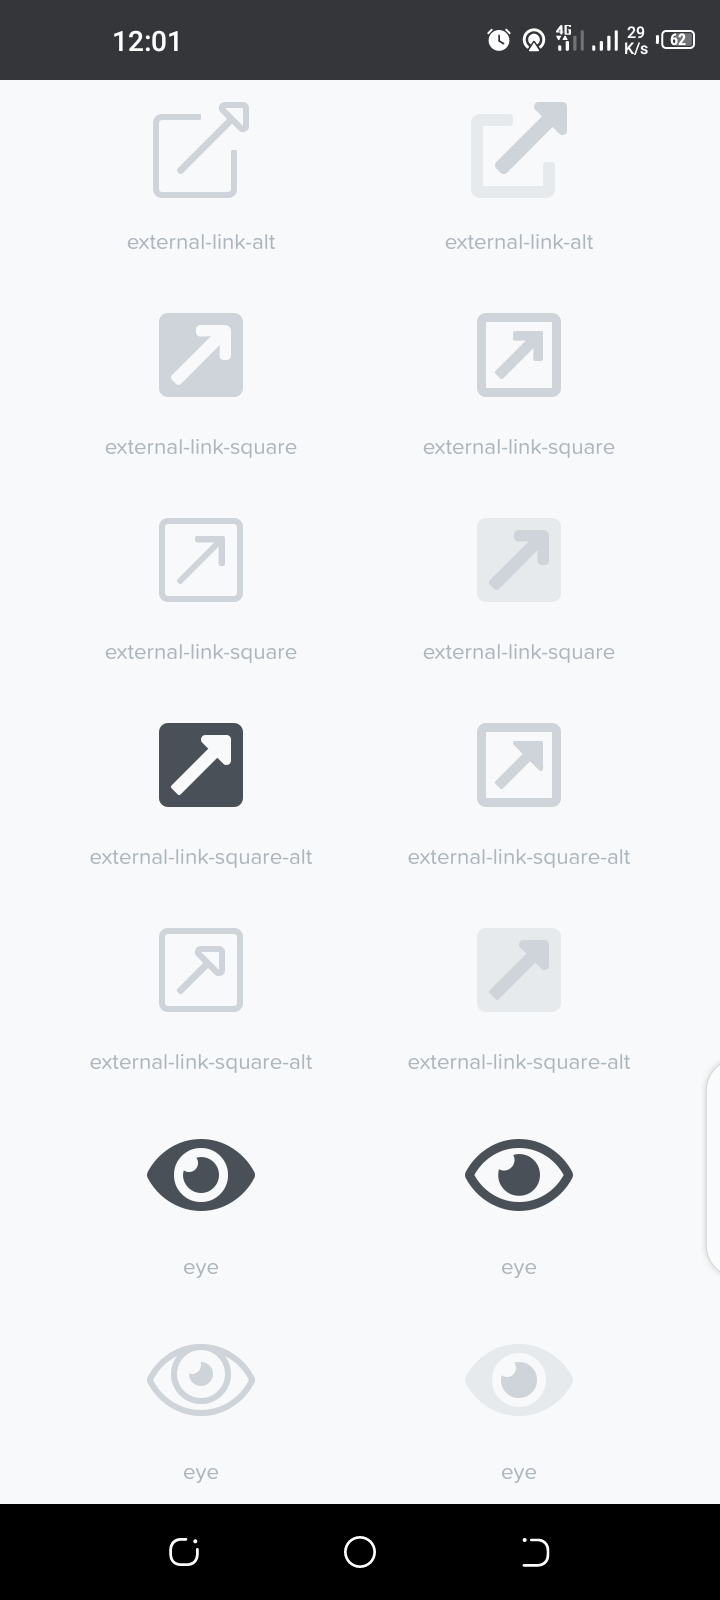 12:01
4G
29
K/s
62
external-link-alt external-link-alt
external-link-square external-link-square
external-link-square external-link-square
external-link-square-alt external-link-square-alt
external-link-square-alt external-link-square-alt
eye eye
eye eye